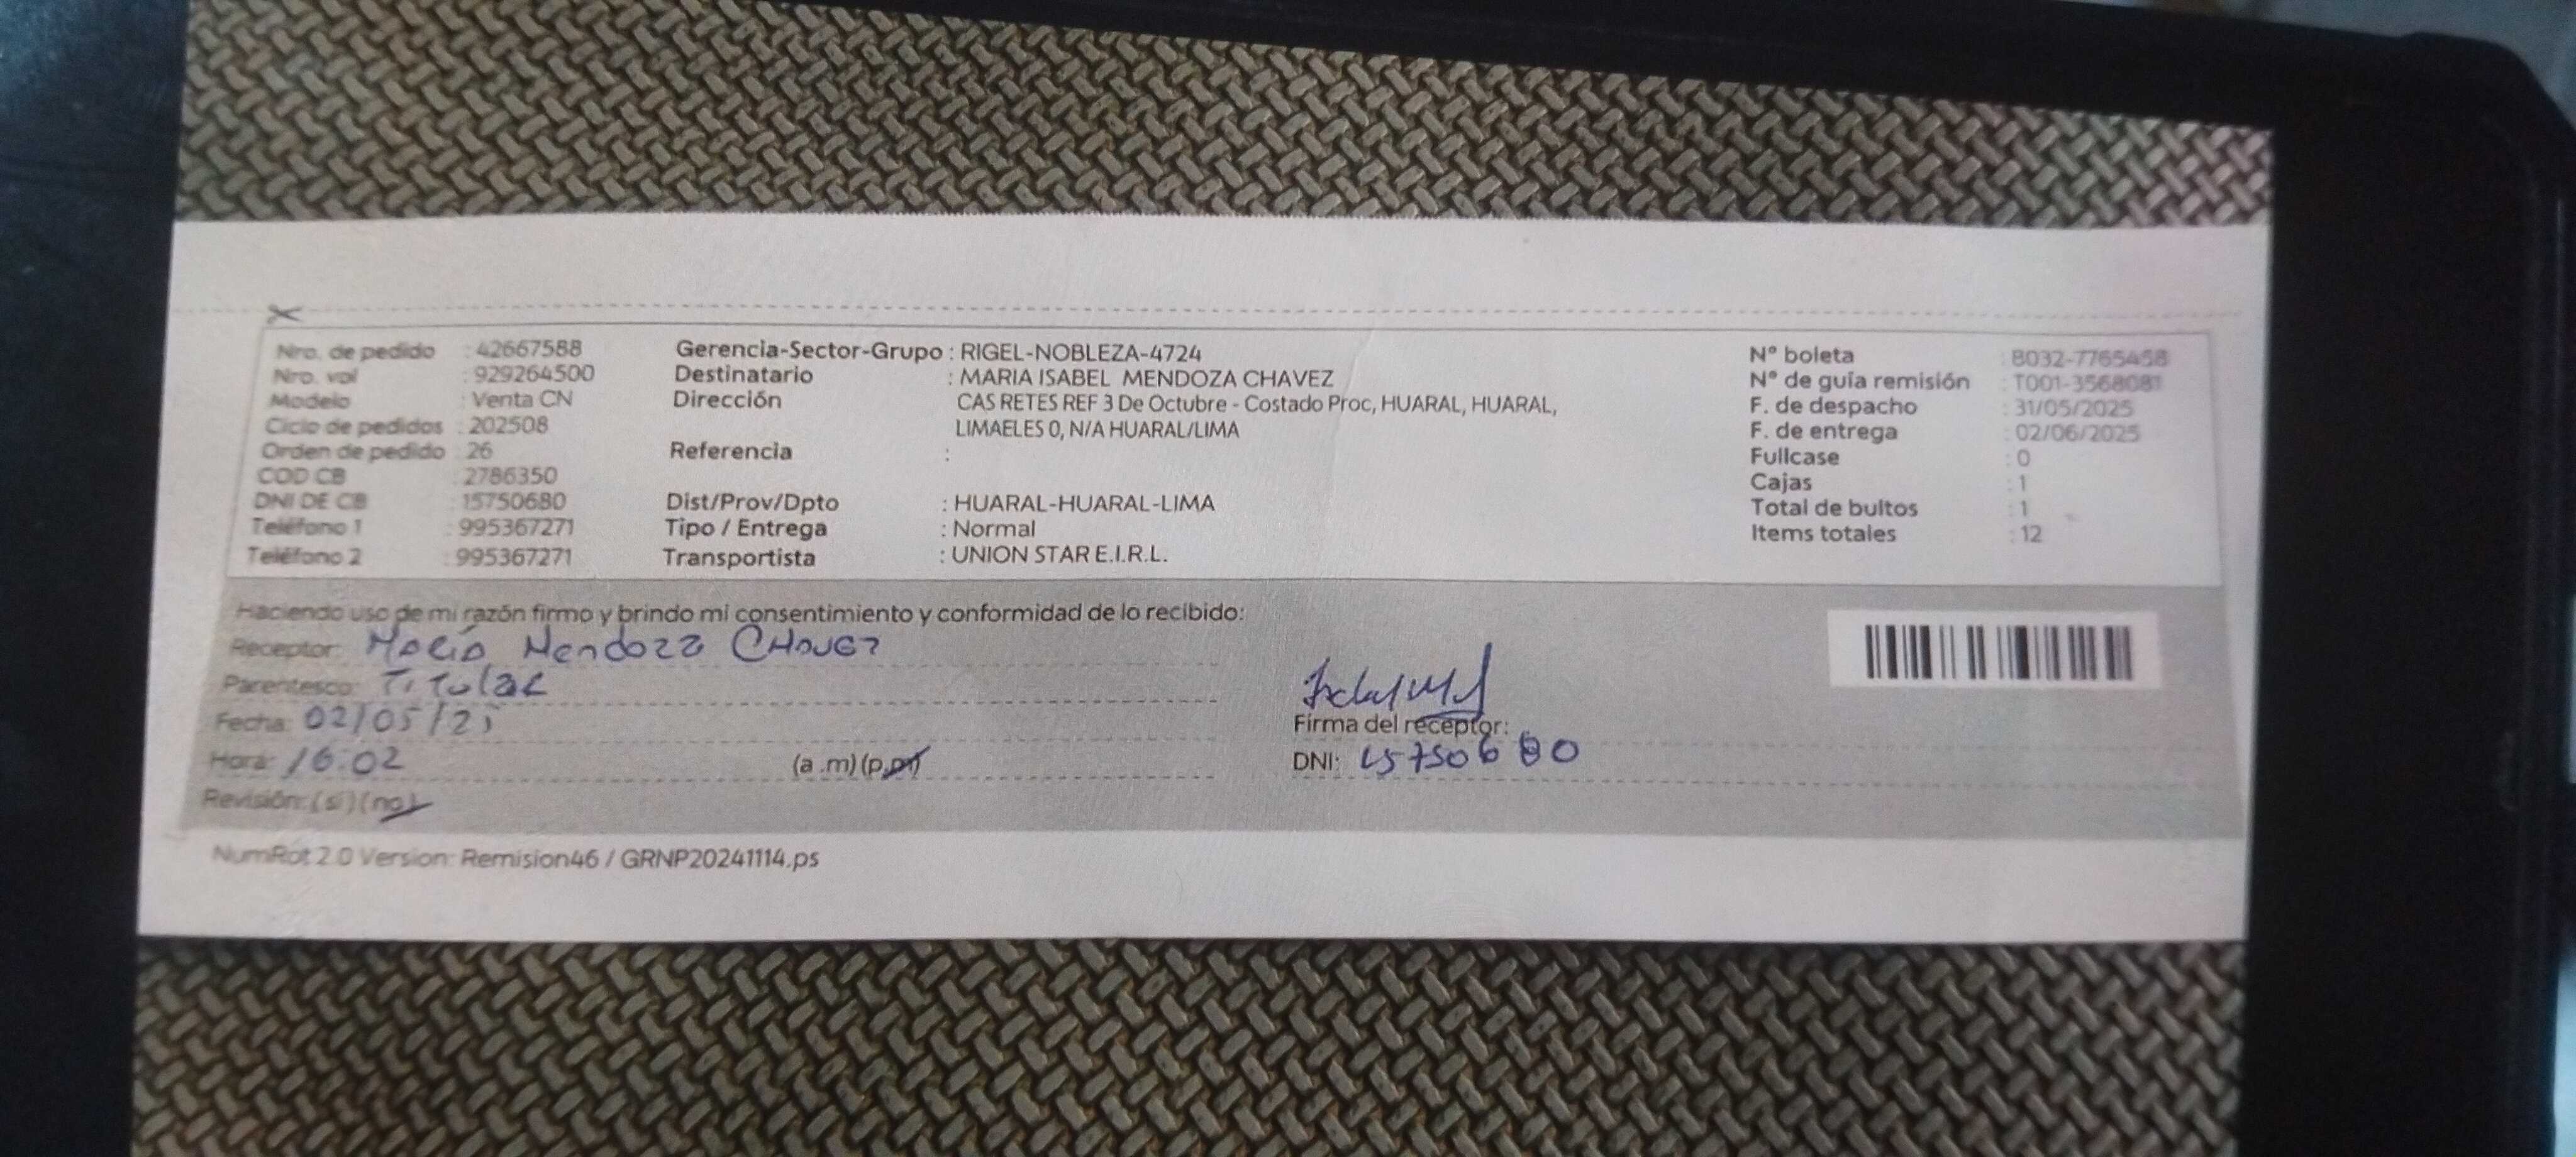 Nro. de pedido : 42667588
Nro. val : 929264500
Modelo : Venta CN
Ciclo de pedidos : 202508
Orden de pedido : 26
COD CB : 2786350
DNI DE CB : 15750680
Teléfono 1 : 995367271
Teléfono 2 : 995367271
Gerencia-Sector-Grupo : RIGEL-NOBLEZA-4724
Destinatario : MARIA ISABEL MENDOZA CHAVEZ
Dirección CAS RETES REF 3 De Octubre - Costado Proc, HUARAL, HUARAL,
LIMAELES 0, N/A HUARAL/LIMA
Referencia :
Dist/Prov/Dpto : HUARAL-HUARAL-LIMA
Tipo / Entrega : Normal
Transportista : UNION STAR E.I.R.L.
N° boleta : B032-7765458
N° de guía remisión : T001-3568081
F. de despacho : 31/05/2025
F. de entrega : 02/06/2025
Fullcase : 0
Cajas : 1
Total de bultos : 1
Items totales : 12
Haciendo uso de mi razón firmo y brindo mi consentimiento y conformidad de lo recibido:
Receptor: María Mendoza CHavez
Parentesco: Titular
Fecha: 02/05/25
Hora: 16:02 (a .m) (p.m)
Revisión: (si) (no)
Firma del receptor:
DNI: 15750680
NumRot 2.0 Version: Remision46 / GRNP20241114.ps